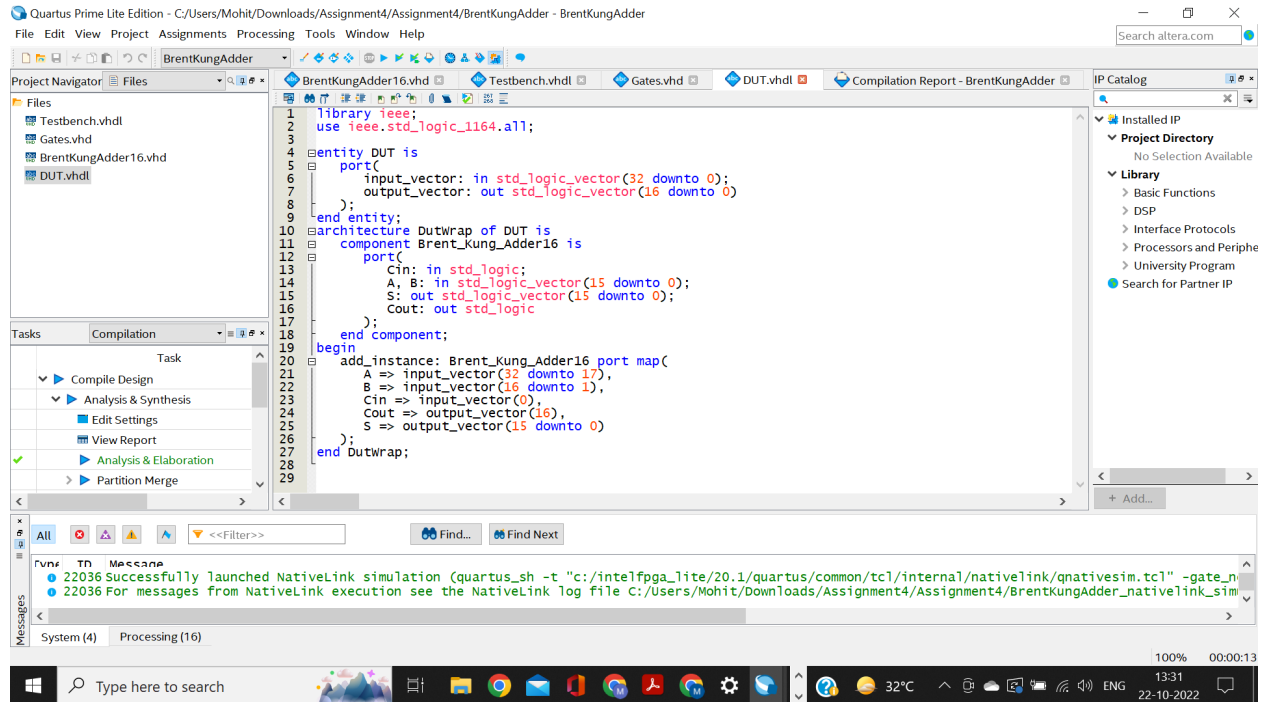 Quartus Prime Lite Edition - C:/Users/Mohit/Downloads/Assignment4/Assignment4/BrentKungAdder - BrentKungAdder
File Edit View Project Assignments Processing Tools Window Help
Search altera.com
BrentKungAdder
Project Navigator Files
BrentKungAdder16.vhd
Testbench.vhdl
Gates.vhd
DUT.vhdl
Compilation Report - BrentKungAdder
IP Catalog
Files
Testbench.vhdl
Gates.vhd
BrentKungAdder16.vhd
DUT.vhdl
267
268
1 library ieee;
2 use ieee.std_logic_1164.all;
3
4 entity DUT is
5 port(
6 input_vector: in std_logic_vector(32 downto 0);
7 output_vector: out std_logic_vector(16 downto 0)
8 );
9 end entity;
10 architecture DutWrap of DUT is
11 component Brent_Kung_Adder16 is
12 port(
13 Cin: in std_logic;
14 A, B: in std_logic_vector(15 downto 0);
15 S: out std_logic_vector(15 downto 0);
16 Cout: out std_logic
17 );
18 end component;
19 begin
20 add_instance: Brent_Kung_Adder16 port map(
21 A => input_vector(32 downto 17),
22 B => input_vector(16 downto 1),
23 Cin => input_vector(0),
24 Cout => output_vector(16),
25 S => output_vector(15 downto 0)
26 );
27 end DutWrap;
28
29
Installed IP
Project Directory
No Selection Available
Library
Basic Functions
DSP
Interface Protocols
Processors and Periphe
University Program
Search for Partner IP
+ Add...
Tasks Compilation
Task
Compile Design
Analysis & Synthesis
Edit Settings
View Report
Analysis & Elaboration
Partition Merge
All <<Filter>> Find... Find Next
Type ID Message
22036 Successfully launched NativeLink simulation (quartus_sh -t "c:/intelfpga_lite/20.1/quartus/common/tcl/internal/nativelink/qnativesim.tcl" -gate_n
22036 For messages from NativeLink execution see the NativeLink log file C:/Users/Mohit/Downloads/Assignment4/Assignment4/BrentKungAdder_nativelink_sim
Messages
System (4) Processing (16)
100% 00:00:13
Type here to search
32°C
ENG
13:31
22-10-2022